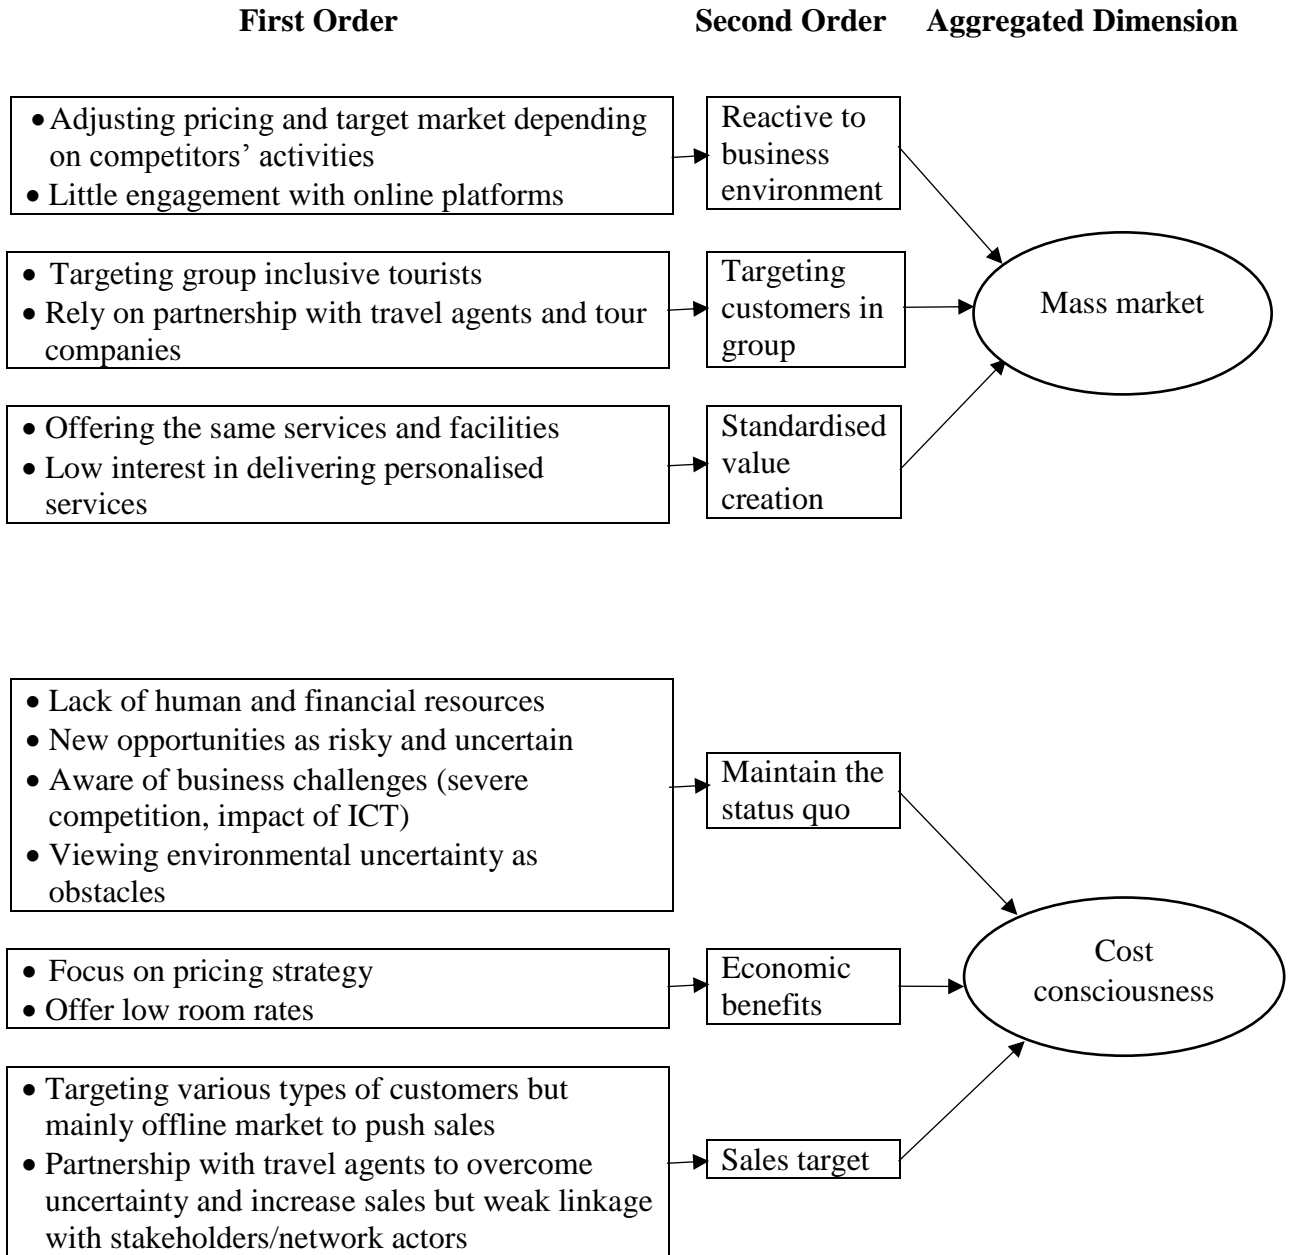 First Order Second Order Aggregated Dimension
• Adjusting pricing and target market depending
on competitors’ activities
• Little engagement with online platforms
Reactive to
business
environment
• Targeting group inclusive tourists
• Rely on partnership with travel agents and tour
companies
Targeting
customers in
group
Mass market
• Offering the same services and facilities
• Low interest in delivering personalised
services
Standardised
value
creation
• Lack of human and financial resources
• New opportunities as risky and uncertain
• Aware of business challenges (severe
competition, impact of ICT)
• Viewing environmental uncertainty as
obstacles
Maintain the
status quo
• Focus on pricing strategy
• Offer low room rates
Economic
benefits
Cost
consciousness
• Targeting various types of customers but
mainly offline market to push sales
• Partnership with travel agents to overcome
uncertainty and increase sales but weak linkage
with stakeholders/network actors
Sales target